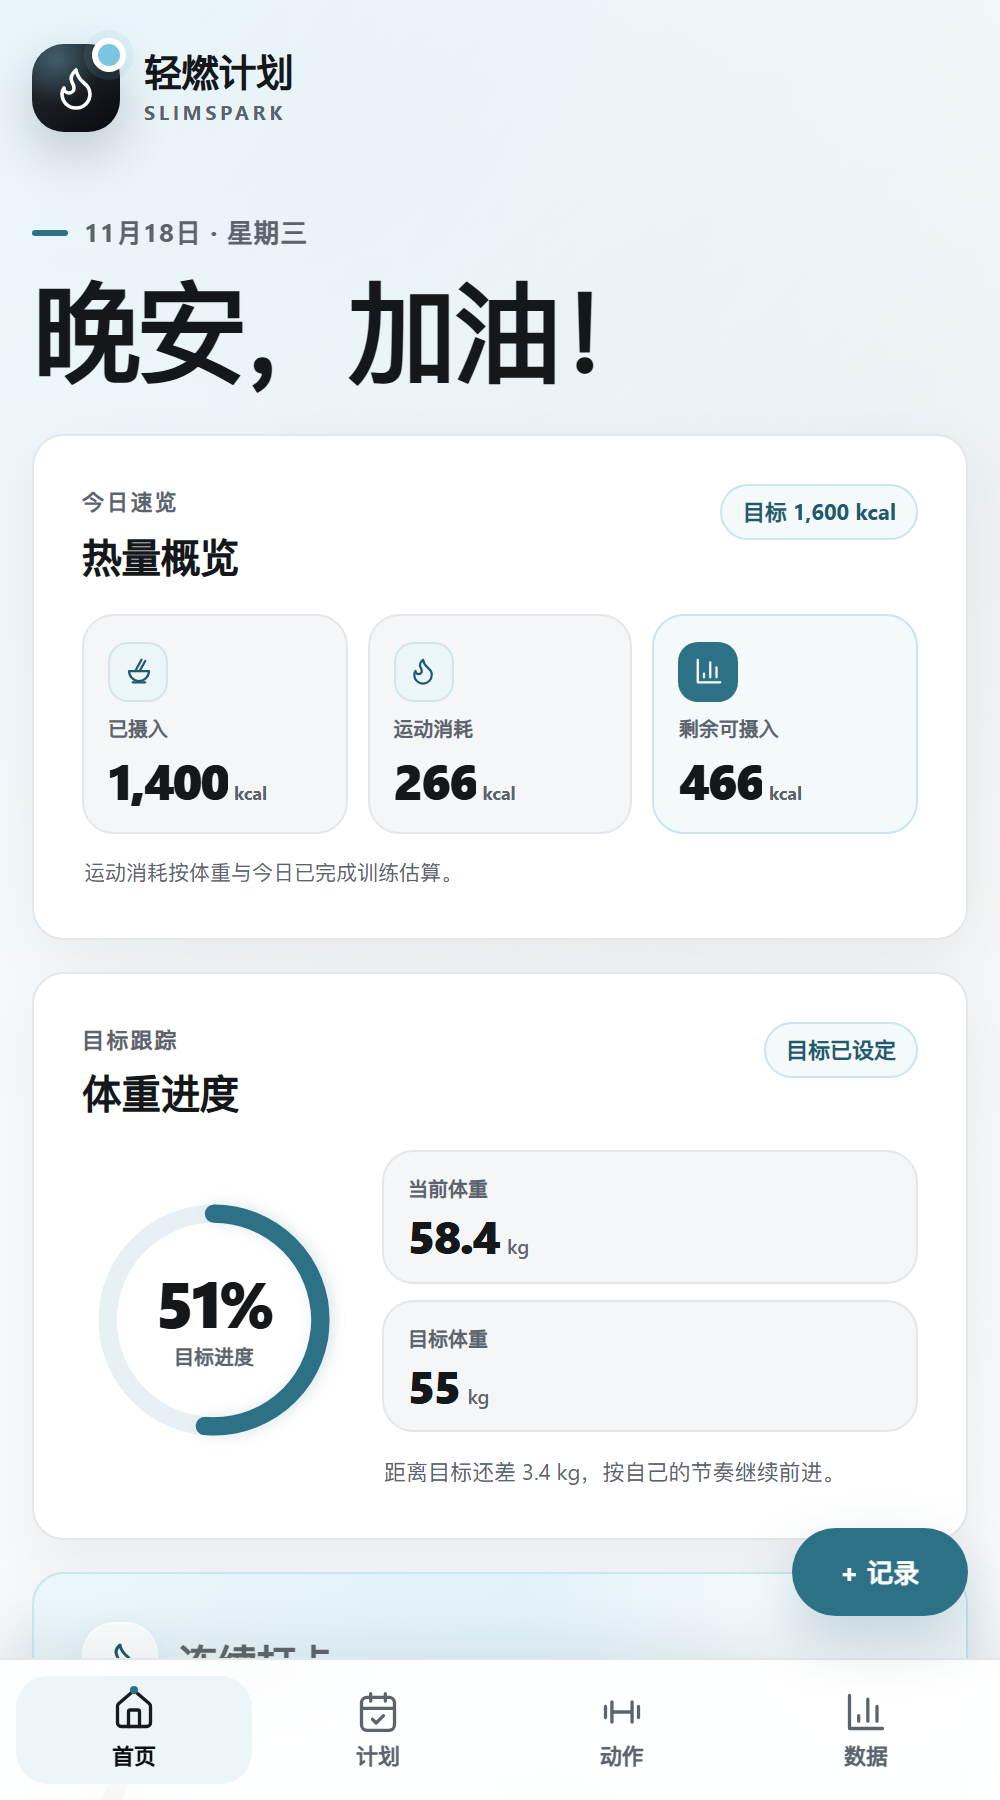 轻燃计划
SLIMSPARK
11月18日 · 星期三
晚安，加油！
今日速览
热量概览
目标 1,600 kcal
已摄入
1,400 kcal
运动消耗
266 kcal
剩余可摄入
466 kcal
运动消耗按体重与今日已完成训练估算。
目标跟踪
体重进度
目标已设定
51%
目标进度
当前体重
58.4 kg
目标体重
55 kg
距离目标还差 3.4 kg，按自己的节奏继续前进。
+ 记录
连续打卡
首页
计划
动作
数据